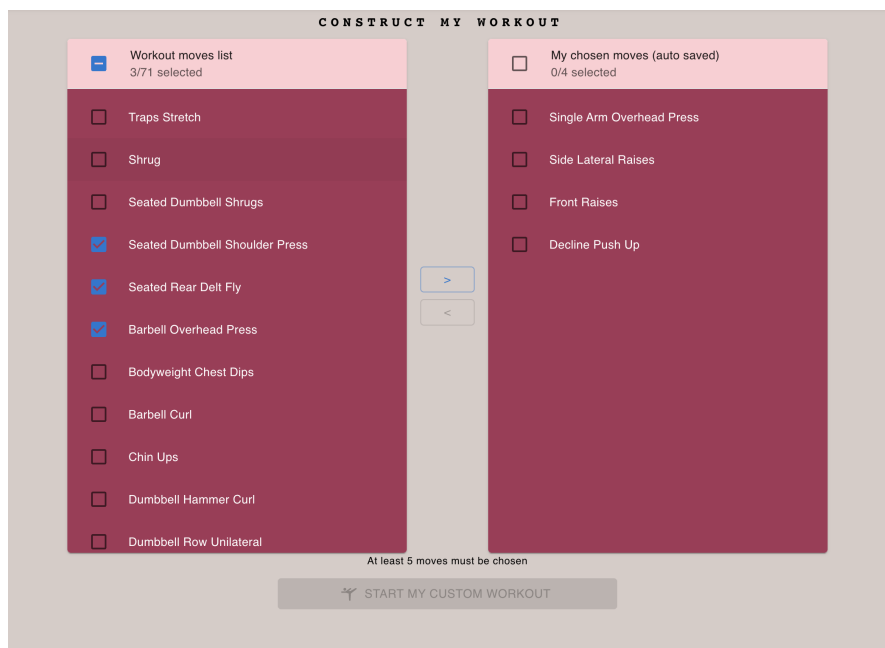 CONSTRUCT MY WORKOUT
Workout moves list
3/71 selected
Traps Stretch
Shrug
Seated Dumbbell Shrugs
Seated Dumbbell Shoulder Press
Seated Rear Delt Fly
Barbell Overhead Press
Bodyweight Chest Dips
Barbell Curl
Chin Ups
Dumbbell Hammer Curl
Dumbbell Row Unilateral
>
<
My chosen moves (auto saved)
0/4 selected
Single Arm Overhead Press
Side Lateral Raises
Front Raises
Decline Push Up
At least 5 moves must be chosen
START MY CUSTOM WORKOUT